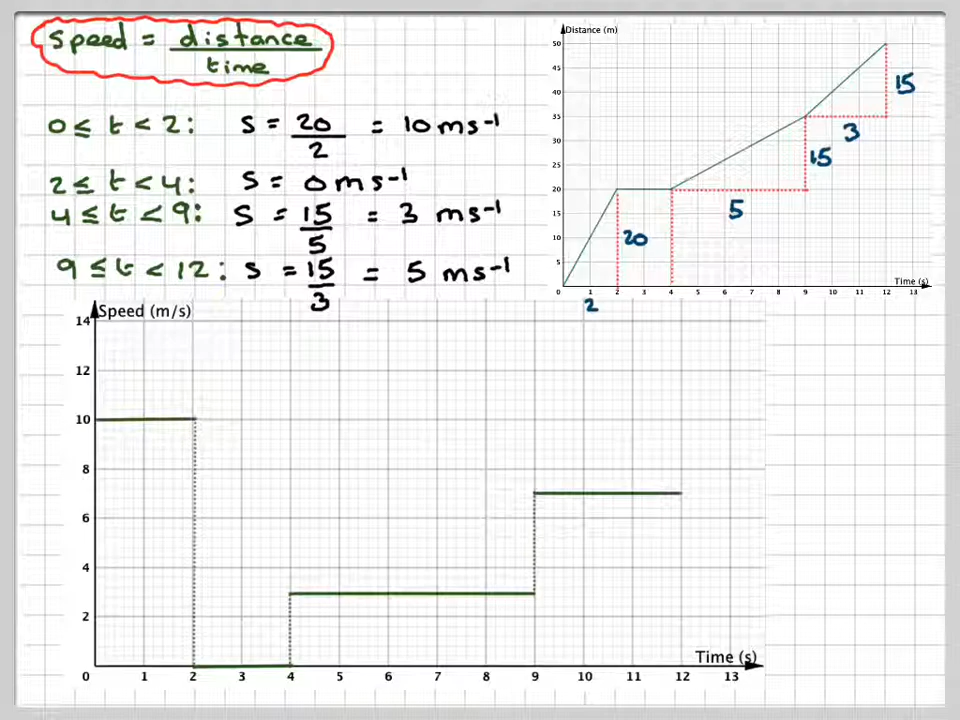 speed = distance
time
0 ≤ t < 2: s = 20 = 10 ms⁻¹
2
2 ≤ t < 4: s = 0 ms⁻¹
4 ≤ t < 9: s = 15 = 3 ms⁻¹
5
9 ≤ t < 12: s = 15 = 5 ms⁻¹
3
Distance (m)
50
45
40
35
30
25
20
15
10
5
0 1 2 3 4 5 6 7 8 9 10 11 12 13
Time (s)
15
3
15
5
20
2
Speed (m/s)
14
12
10
8
6
4
2
Time (s)
0 1 2 3 4 5 6 7 8 9 10 11 12 13